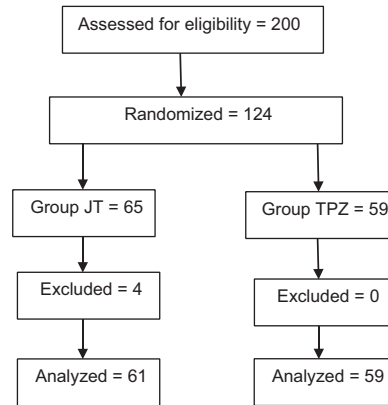 Assessed for eligibility = 200
Randomized = 124
Group JT = 65
Group TPZ = 59
Excluded = 4
Excluded = 0
Analyzed = 61
Analyzed = 59